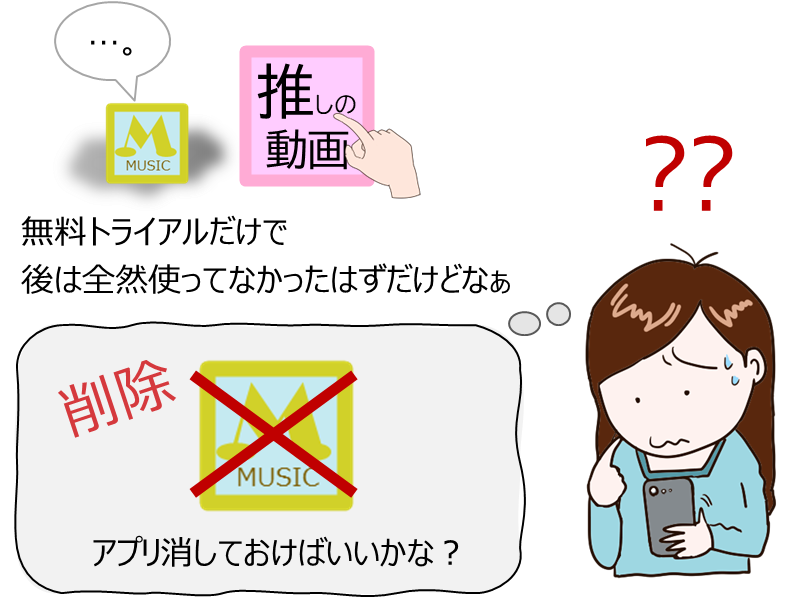 …。
MUSIC
推しの
動画
??
無料トライアルだけで
後は全然使ってなかったはずだけどなぁ
削除
MUSIC
アプリ消しておけばいいかな？